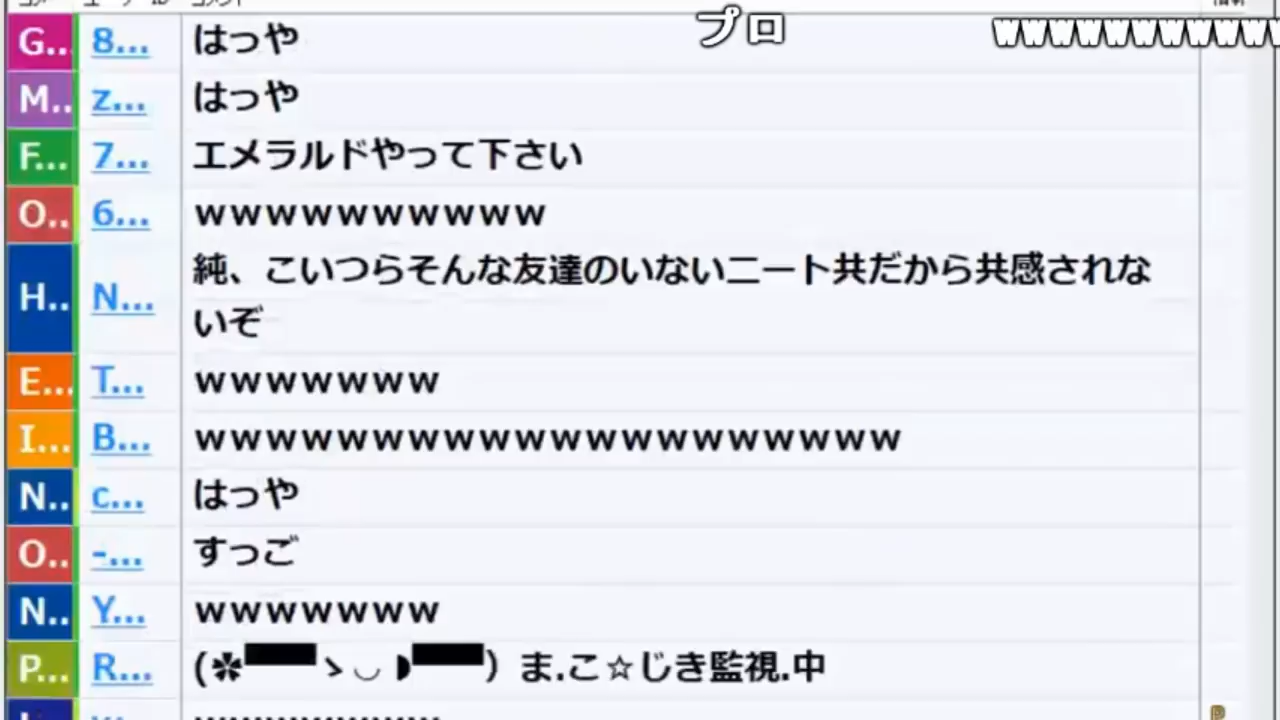 プロ
wwwwwwwwwww
G.. 8... はっや
M.. z... はっや
F... 7... エメラルドやって下さい
O.. 6... wwwwwwwwww
H.. N... 純、こいつらそんな友達のいないニート共だから共感されな
いぞ
E... T... wwwwwww
I... B... wwwwwwwwwwwwwwwwwwww
N.. c... はっや
O.. -... すっご
N.. Y... wwwwwww
P... R... (✽ ゝ◡ ◗ ) ま.こ☆じき監視.中